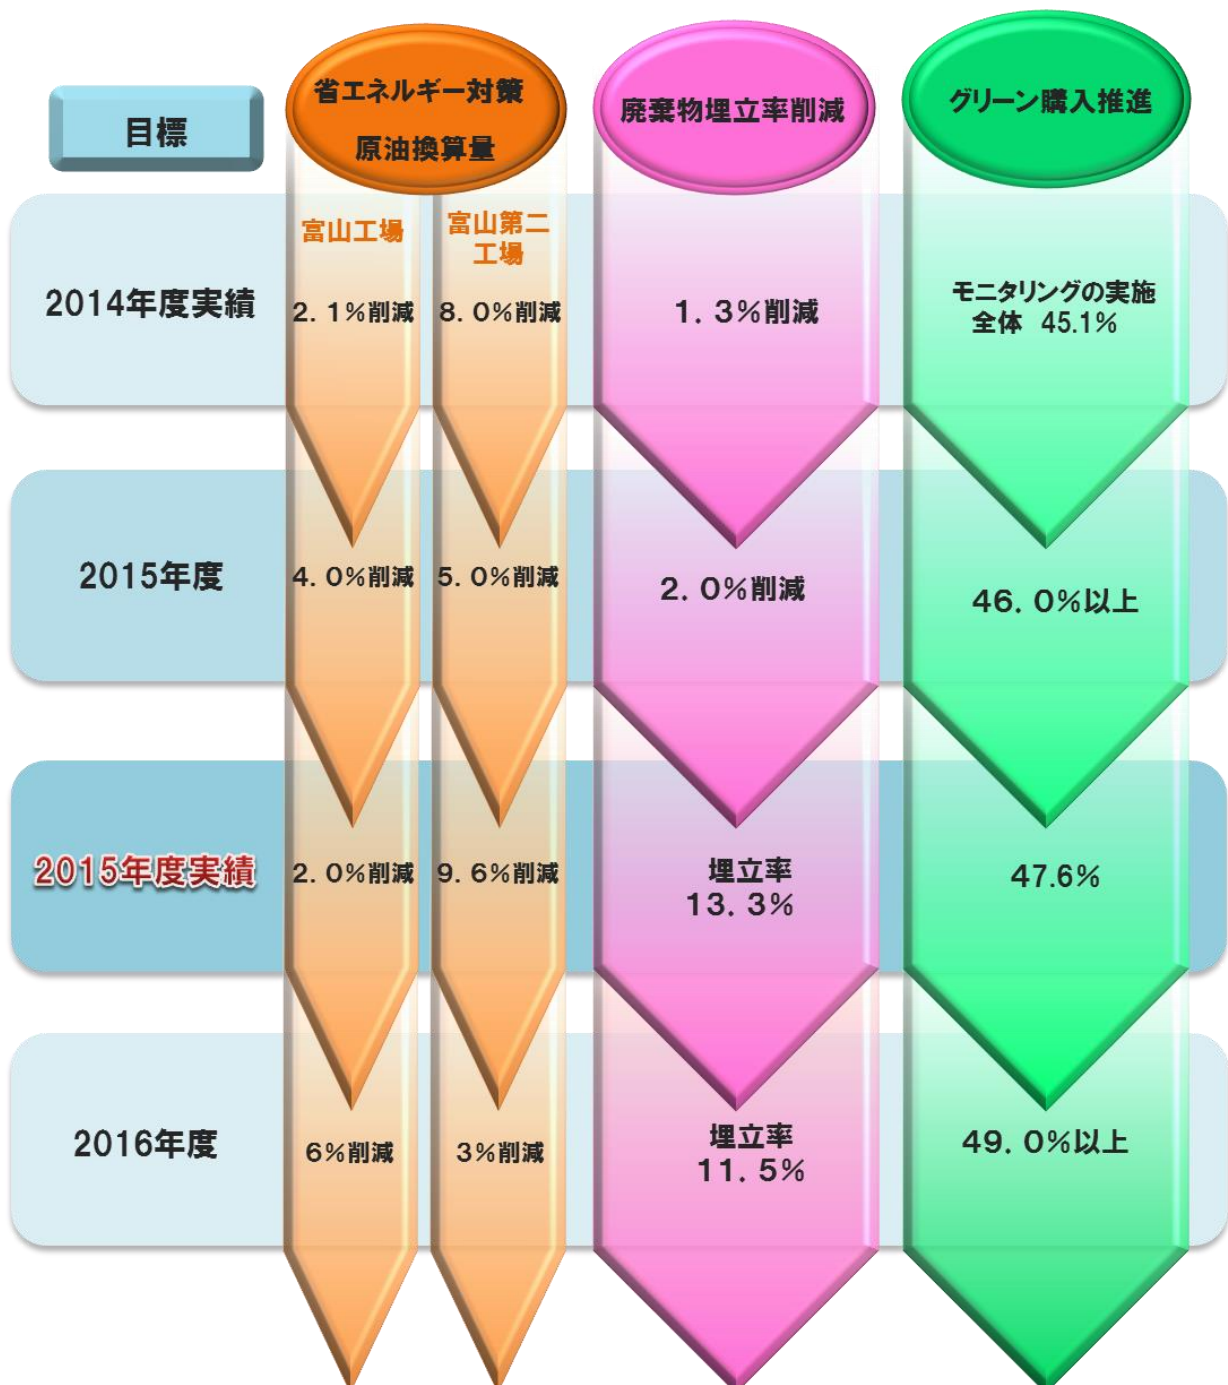 目標
省エネルギー対策
原油換算量
廃棄物埋立率削減
グリーン購入推進
富山工場
富山第二
工場
2014年度実績
2．1%削減
8．0%削減
1．3%削減
モニタリングの実施
全体 45.1%
2015年度
4．0%削減
5．0%削減
2．0%削減
46．0%以上
2015年度実績
2．0%削減
9．6%削減
埋立率
13．3%
47.6%
2016年度
6%削減
3%削減
埋立率
11．5%
49．0%以上